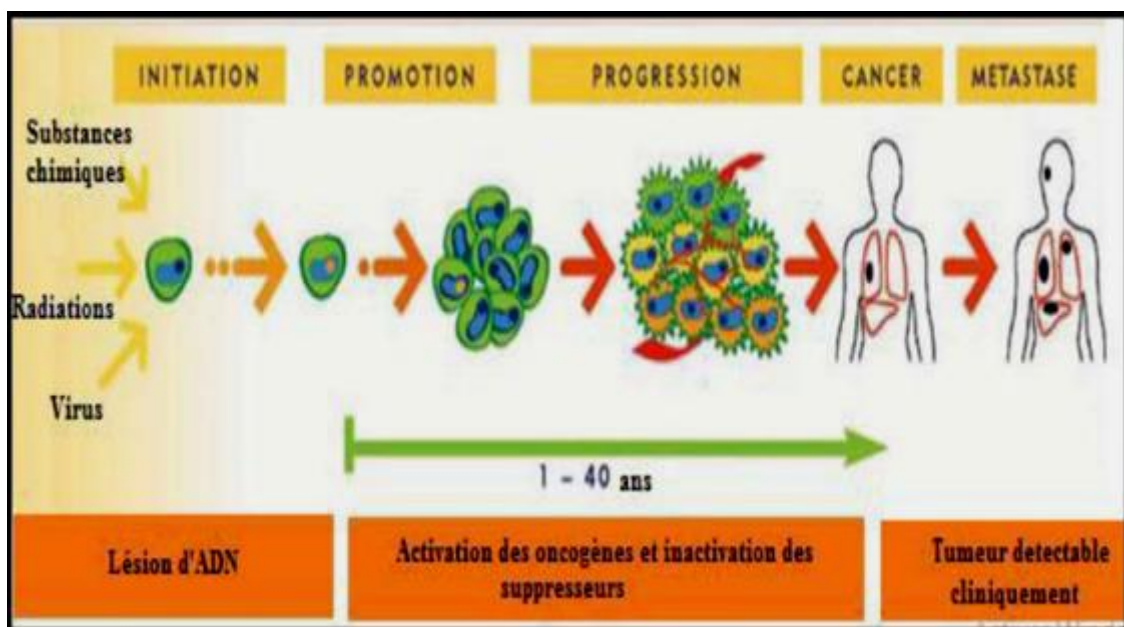 INITIATION
PROMOTION
PROGRESSION
CANCER
METASTASE
Substances
chimiques
Radiations
Virus
1 - 40 ans
Lésion d'ADN
Activation des oncogènes et inactivation des
suppresseurs
Tumeur detectable
cliniquement